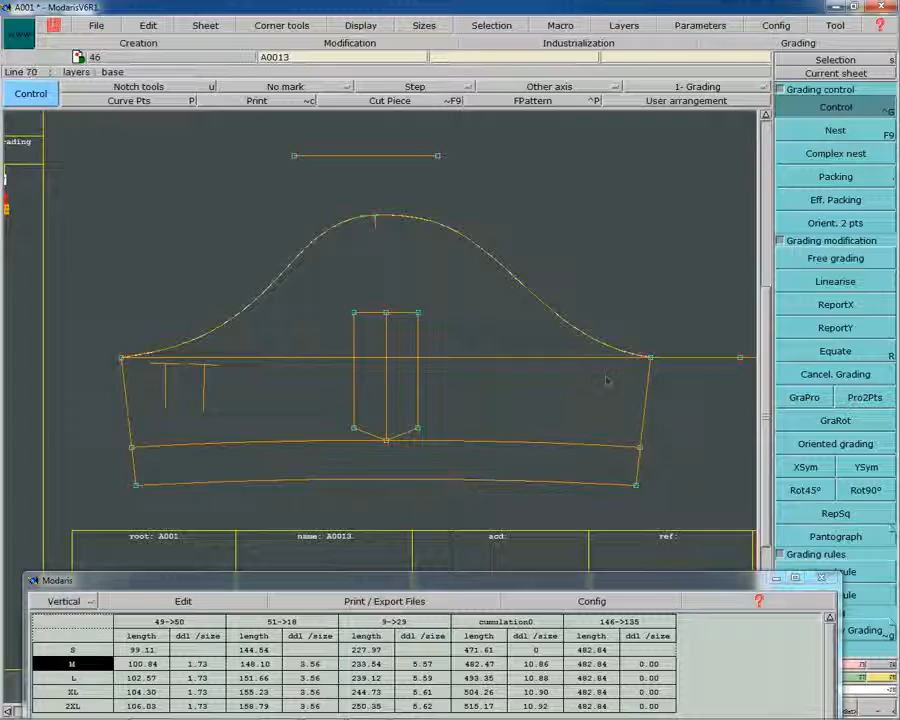 A001 * - ModarisV6R1
www File Edit Sheet Corner tools Display Sizes Selection Macro Layers Parameters Config Tool ?
Creation Modification Industrialization Grading
46 A0013
Line 70 : layers : base
Control
Notch tools u No mark Step Other axis 1- Grading
Curve Pts P Print ~c Cut Piece ~F9 FPattern ^P User arrangement
Selection s
Current sheet
Grading control
Control ^G
Nest F9
Complex nest
Packing .
Eff. Packing
Orient. 2 pts
Grading modification
Free grading
Linearise
ReportX
ReportY
Equate R
Cancel. Grading
GraPro Pro2Pts
GraRot
Oriented grading
XSym YSym
Rot45° Rot90°
RepSq
Pantograph
Grading rules
ule
le
Grading ~g
ading
root: A001 name: A0013 ref:
Modaris
Vertical Edit Print / Export Files Config ?
49->50 51->18 9->29 cumulation0 146->135
length ddl /size length ddl /size length ddl /size length ddl /size length ddl /size
S 99.11 144.54 227.97 471.61 0 482.84
M 100.84 1.73 148.10 3.56 233.54 5.57 482.47 10.86 482.84 0.00
L 102.57 1.73 151.66 3.56 239.12 5.59 493.35 10.88 482.84 0.00
XL 104.30 1.73 155.23 3.56 244.73 5.61 504.26 10.90 482.84 0.00
2XL 106.03 1.73 158.79 3.56 250.35 5.62 515.17 10.92 482.84 0.00